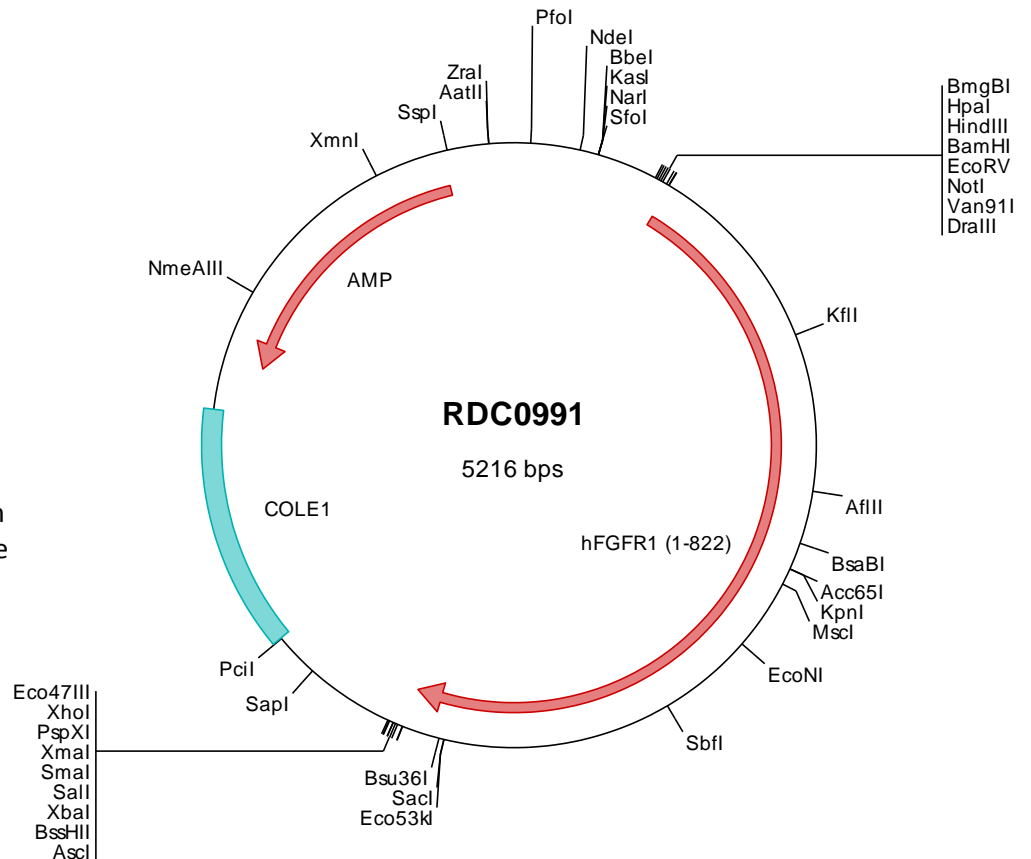 PfoI
NdeI
BbeI
KasI
NarI
SfoI
ZraI
AatII
SspI
XmnI
NmeAIII
BmgBI
HpaI
HindIII
BamHI
EcoRV
NotI
Van91I
DraIII
AMP
KflI
RDC0991
5216 bps
COLE1
hFGFR1 (1-822)
AflII
BsaBI
Acc65I
KpnI
MscI
EcoNI
SbfI
PciI
SapI
Eco47III
XhoI
PspXI
XmaI
SmaI
SalI
XbaI
BssHII
AscI
Bsu36I
SacI
Eco53kI